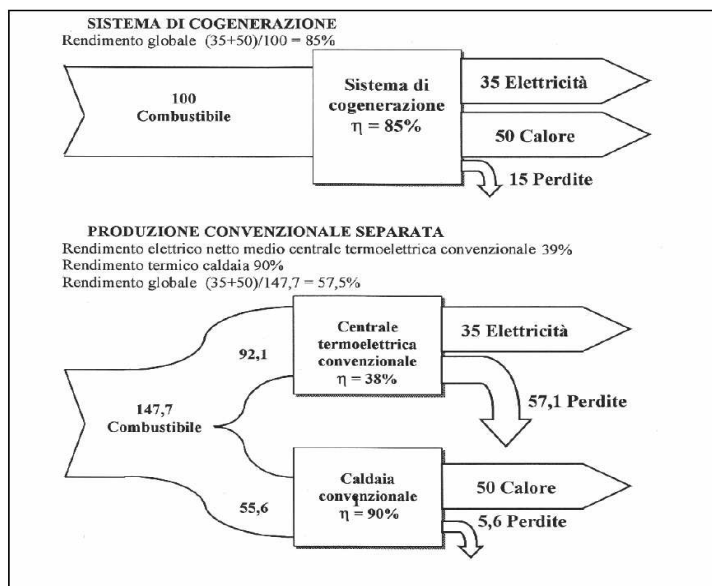 SISTEMA DI COGENERAZIONE
Rendimento globale (35+50)/100 = 85%
100
Combustibile
Sistema di
cogenerazione
η = 85%
35 Elettricità
50 Calore
15 Perdite
PRODUZIONE CONVENZIONALE SEPARATA
Rendimento elettrico netto medio centrale termoelettrica convenzionale 39%
Rendimento termico caldaia 90%
Rendimento globale (35+50)/147,7 = 57,5%
92,1
Centrale
termoelettrica
convenzionale
η = 38%
35 Elettricità
57,1 Perdite
147,7
Combustibile
55,6
Caldaia
convenzionale
1
η = 90%
50 Calore
5,6 Perdite